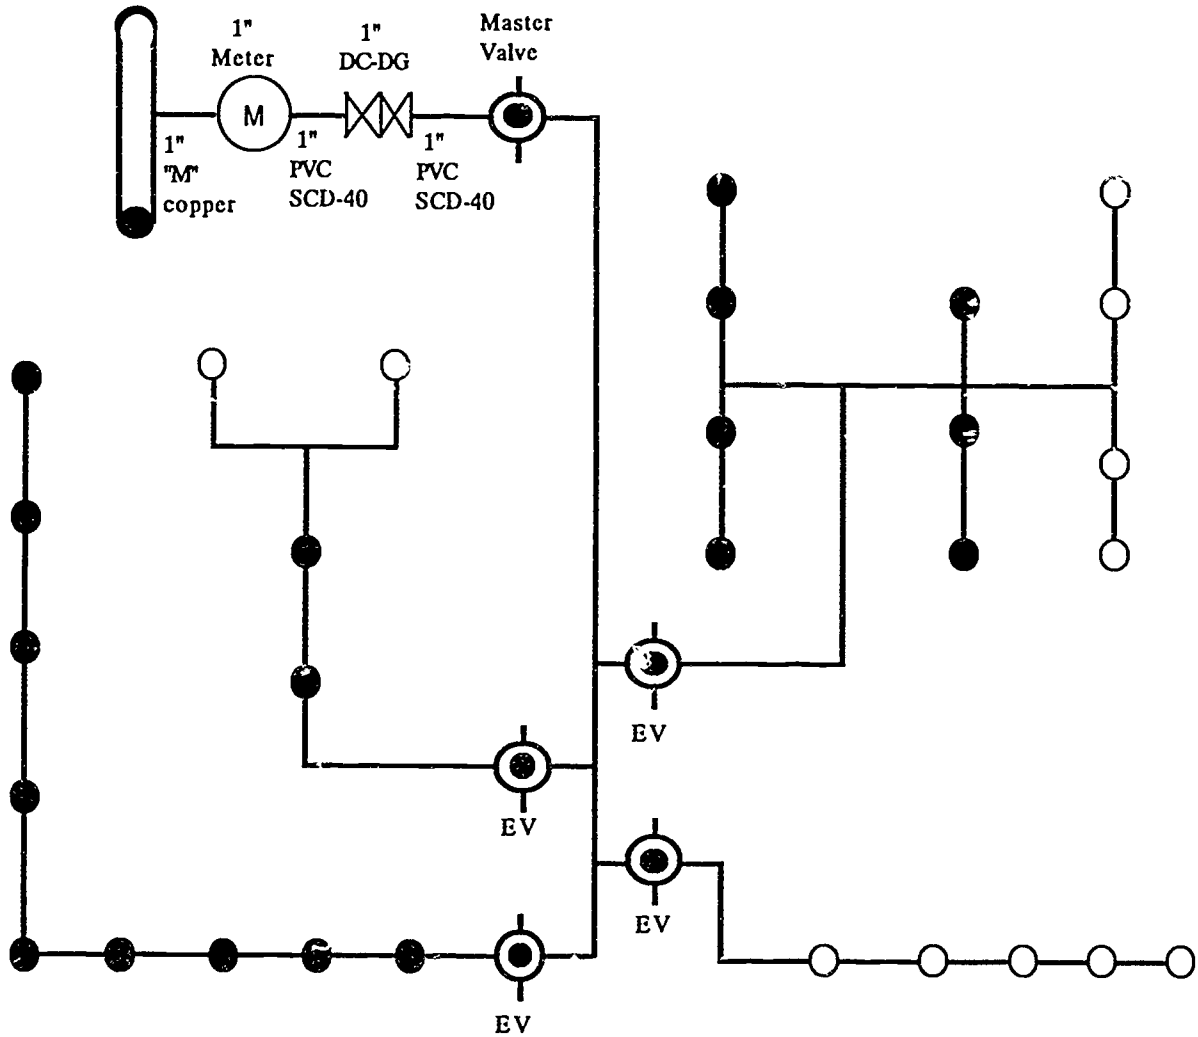 1"
Meter
1"
DC-DG
Master
Valve
M
1"
"M"
copper
1"
PVC
SCD-40
1"
PVC
SCD-40
EV
EV
EV
EV